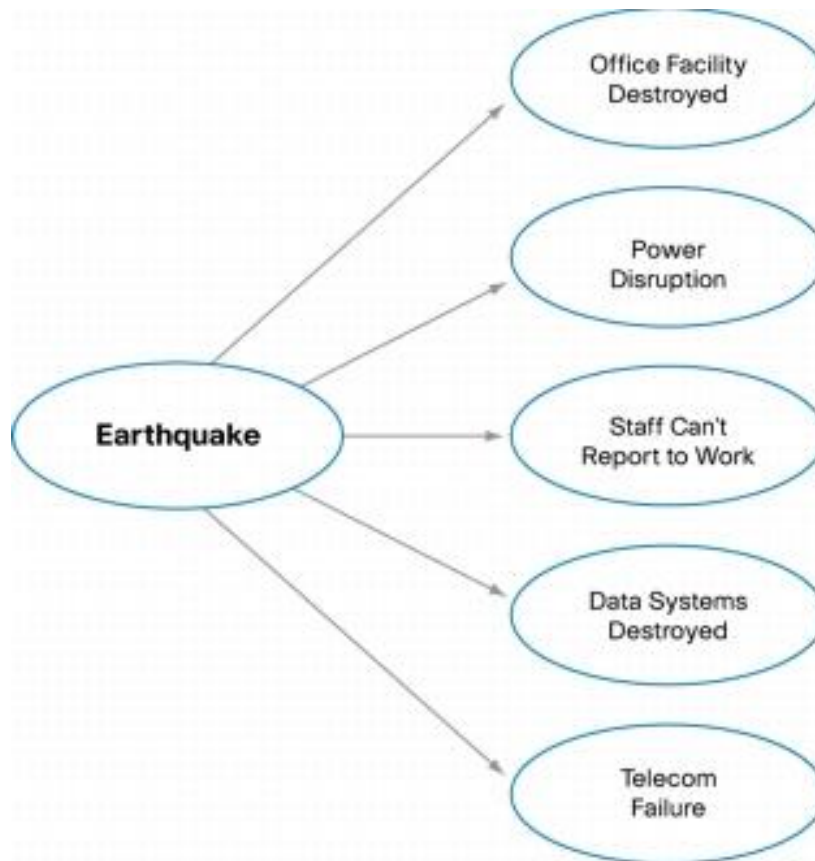 Office Facility
Destroyed
Power
Disruption
Earthquake
Staff Can't
Report to Work
Data Systems
Destroyed
Telecom
Failure